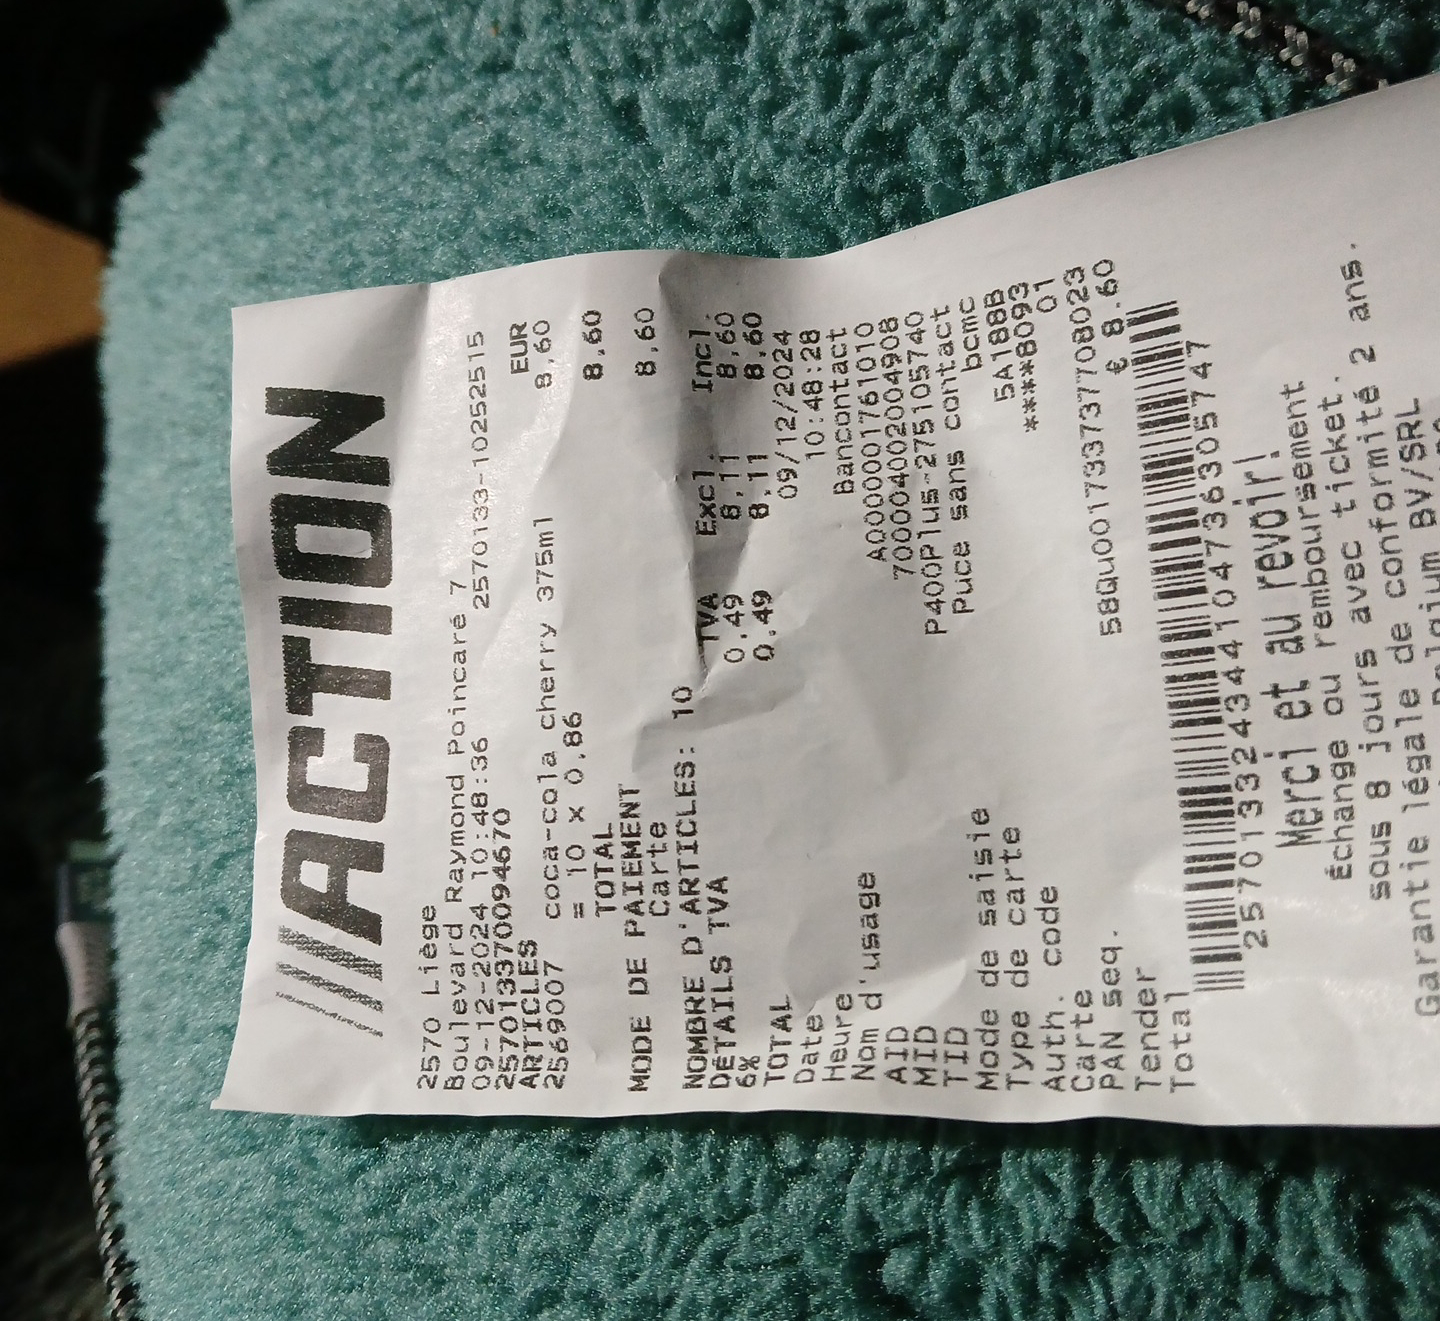 ///ACTION
2570 Liège
Boulevard Raymond Poincaré 7
09-12-2024 10:48:36 2570133-10252515
2570133700094670
ARTICLES EUR
2569007 coca-cola cherry 375ml 8,60
= 10 x 0,86
TOTAL 8,60
MODE DE PAIEMENT
Carte 8,60
NOMBRE D'ARTICLES: 10
DÉTAILS TVA TVA Excl. Incl.
6% 0.49 8,11 8,60
TOTAL 0.49 8.11 8,60
Date 09/12/2024
Heure 10:48:28
Nom d'usage Bancontact
AID A0000001761010
MID 700004002004908
TID P400Plus-275105740
Mode de saisie Puce sans contact
Type de carte bcmc
Auth. code 5A188B
Carte ****8093
PAN seq. 01
Tender 58Qu001733737708023
Total € 8.60
2570133243441047363057​47
Merci et au revoir!
Échange ou remboursement
sous 8 jours avec ticket.
Garantie légale de conformité 2 ans.
Belgium BV/SRL